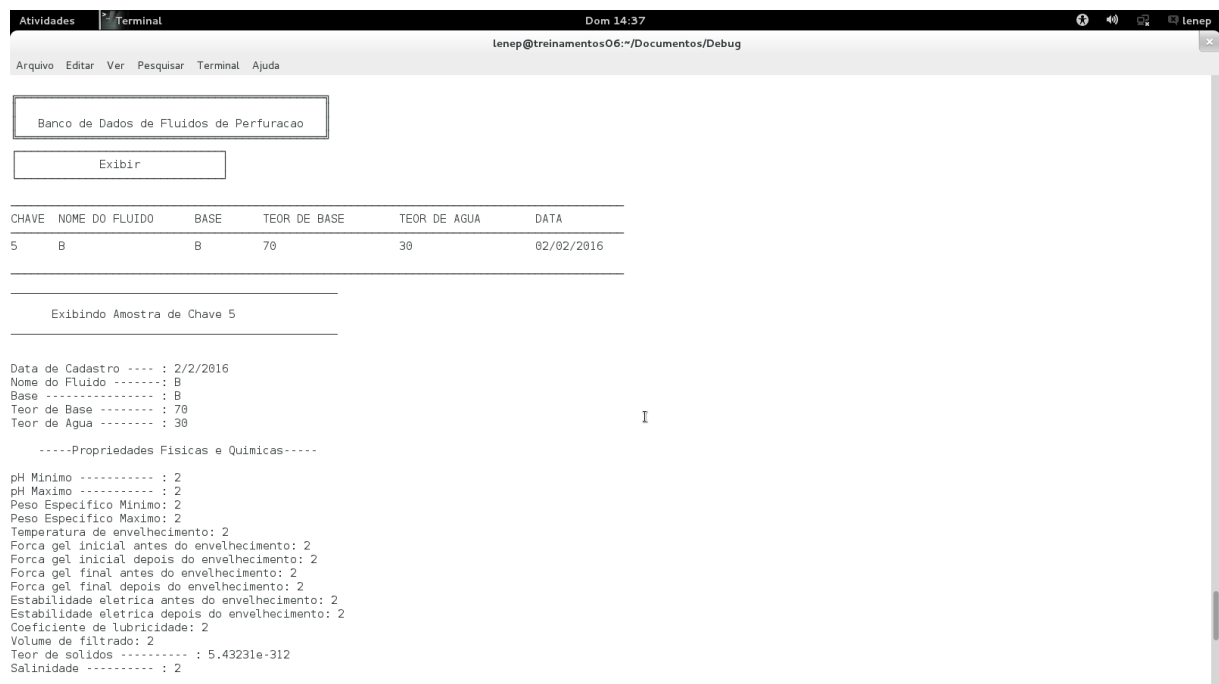 Atividades Terminal Dom 14:37 lenep
lenep@treinamentos06:~/Documentos/Debug
Arquivo Editar Ver Pesquisar Terminal Ajuda
Banco de Dados de Fluidos de Perfuracao
Exibir
CHAVE NOME DO FLUIDO BASE TEOR DE BASE TEOR DE AGUA DATA
5 B B 70 30 02/02/2016
Exibindo Amostra de Chave 5
Data de Cadastro ---- : 2/2/2016
Nome do Fluido -------: B
Base ---------------- : B
Teor de Base -------- : 70
Teor de Agua -------- : 30
-----Propriedades Fisicas e Quimicas-----
pH Minimo ----------- : 2
pH Maximo ----------- : 2
Peso Especifico Minimo: 2
Peso Especifico Maximo: 2
Temperatura de envelhecimento: 2
Forca gel inicial antes do envelhecimento: 2
Forca gel inicial depois do envelhecimento: 2
Forca gel final antes do envelhecimento: 2
Forca gel final depois do envelhecimento: 2
Estabilidade eletrica antes do envelhecimento: 2
Estabilidade eletrica depois do envelhecimento: 2
Coeficiente de lubricidade: 2
Volume de filtrado: 2
Teor de solidos ---------- : 5.43231e-312
Salinidade ---------- : 2